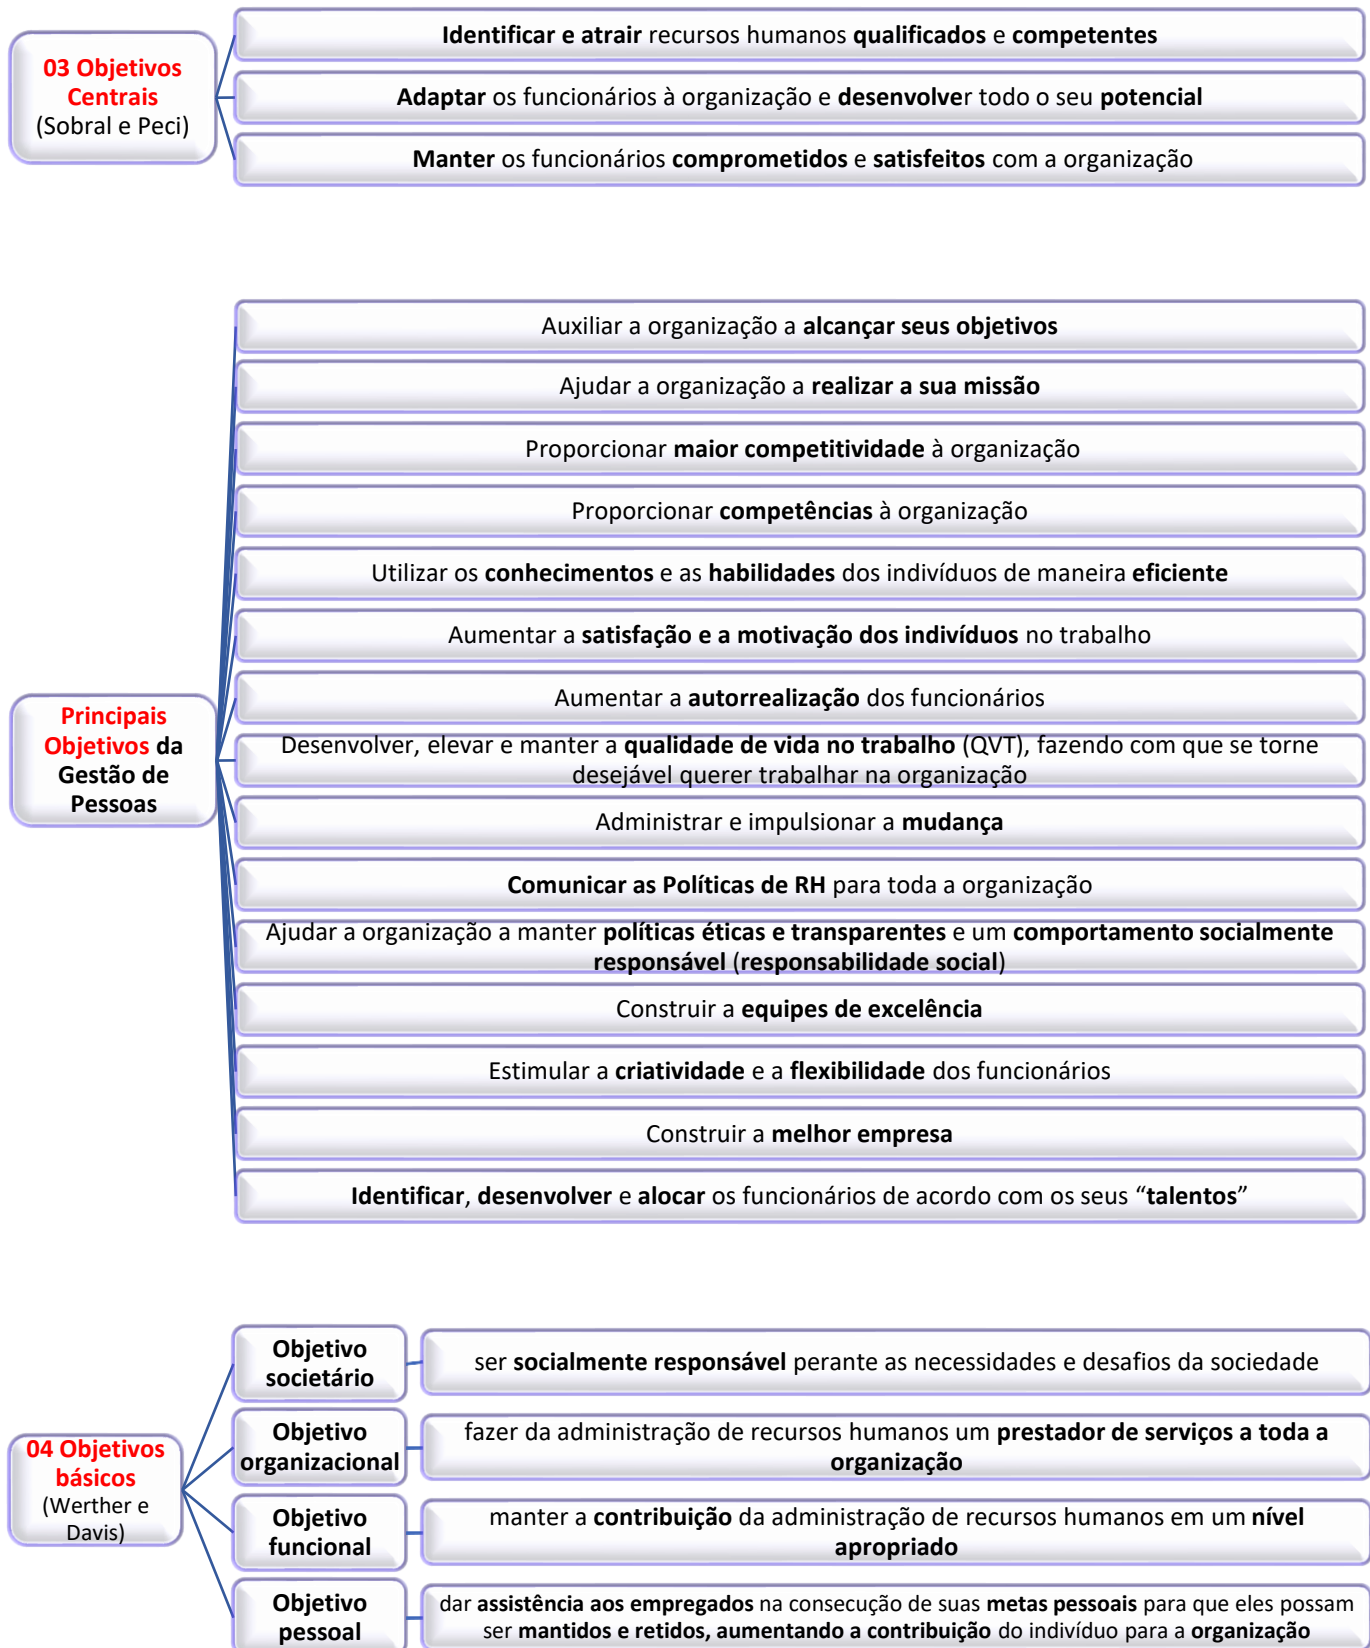 03 Objetivos
Centrais
(Sobral e Peci)
Identificar e atrair recursos humanos qualificados e competentes
Adaptar os funcionários à organização e desenvolver todo o seu potencial
Manter os funcionários comprometidos e satisfeitos com a organização
Principais
Objetivos da
Gestão de
Pessoas
Auxiliar a organização a alcançar seus objetivos
Ajudar a organização a realizar a sua missão
Proporcionar maior competitividade à organização
Proporcionar competências à organização
Utilizar os conhecimentos e as habilidades dos indivíduos de maneira eficiente
Aumentar a satisfação e a motivação dos indivíduos no trabalho
Aumentar a autorrealização dos funcionários
Desenvolver, elevar e manter a qualidade de vida no trabalho (QVT), fazendo com que se torne
desejável querer trabalhar na organização
Administrar e impulsionar a mudança
Comunicar as Políticas de RH para toda a organização
Ajudar a organização a manter políticas éticas e transparentes e um comportamento socialmente
responsável (responsabilidade social)
Construir a equipes de excelência
Estimular a criatividade e a flexibilidade dos funcionários
Construir a melhor empresa
Identificar, desenvolver e alocar os funcionários de acordo com os seus “talentos”
04 Objetivos
básicos
(Werther e
Davis)
Objetivo
societário
ser socialmente responsável perante as necessidades e desafios da sociedade
Objetivo
organizacional
fazer da administração de recursos humanos um prestador de serviços a toda a
organização
Objetivo
funcional
manter a contribuição da administração de recursos humanos em um nível
apropriado
Objetivo
pessoal
dar assistência aos empregados na consecução de suas metas pessoais para que eles possam
ser mantidos e retidos, aumentando a contribuição do indivíduo para a organização